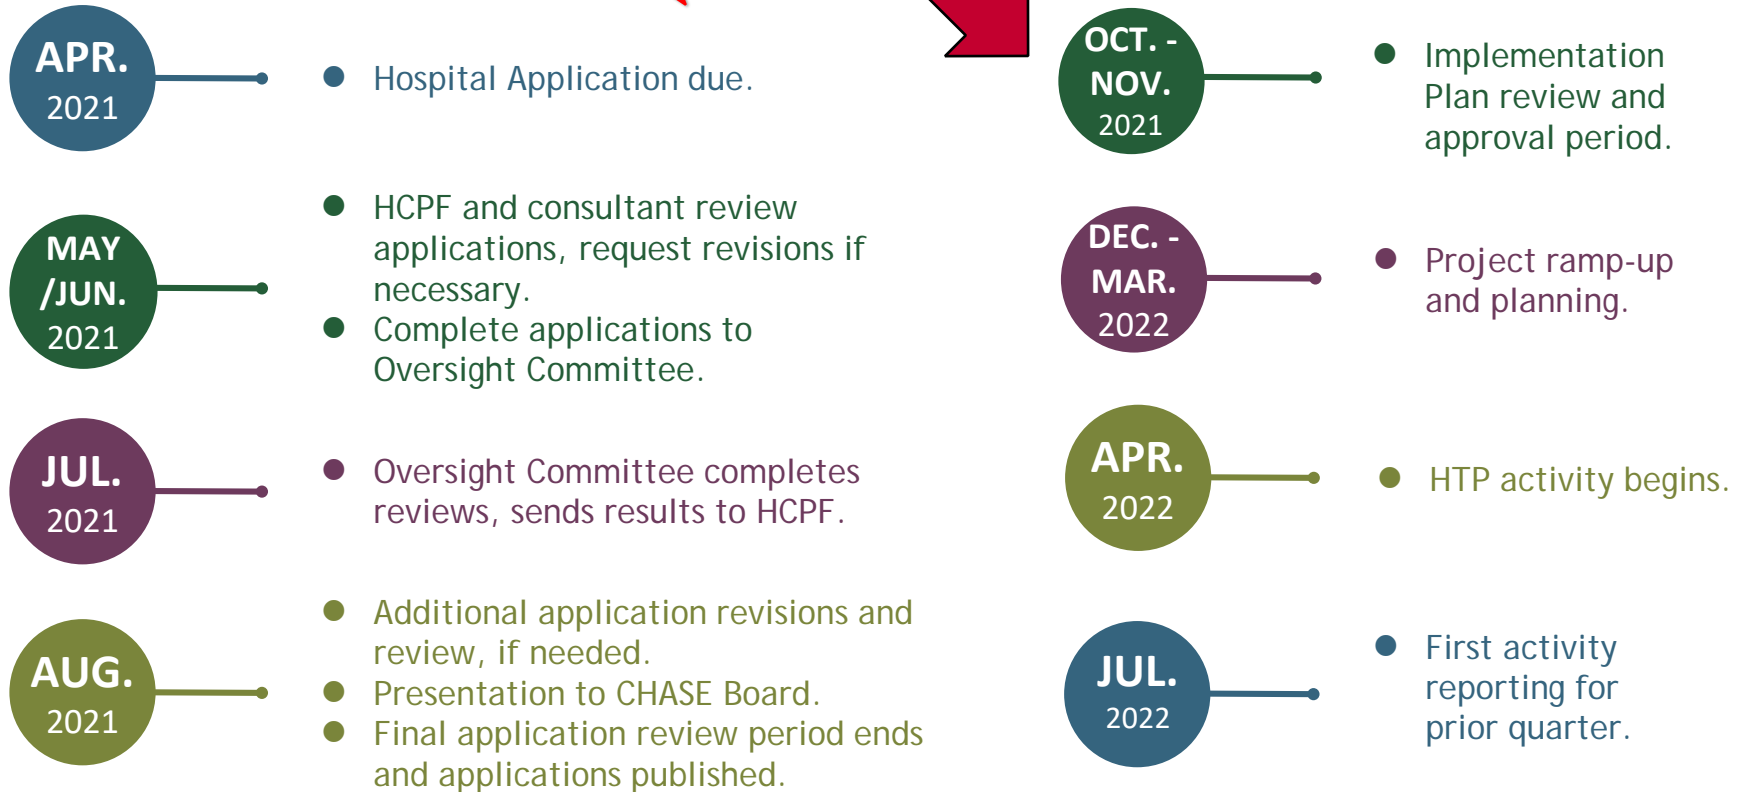 APR.
2021
Hospital Application due.
MAY
/JUN.
2021
HCPF and consultant review
applications, request revisions if
necessary.
Complete applications to
Oversight Committee.
JUL.
2021
Oversight Committee completes
reviews, sends results to HCPF.
AUG.
2021
Additional application revisions and
review, if needed.
Presentation to CHASE Board.
Final application review period ends
and applications published.
OCT. -
NOV.
2021
Implementation
Plan review and
approval period.
DEC. -
MAR.
2022
Project ramp-up
and planning.
APR.
2022
HTP activity begins.
JUL.
2022
First activity
reporting for
prior quarter.